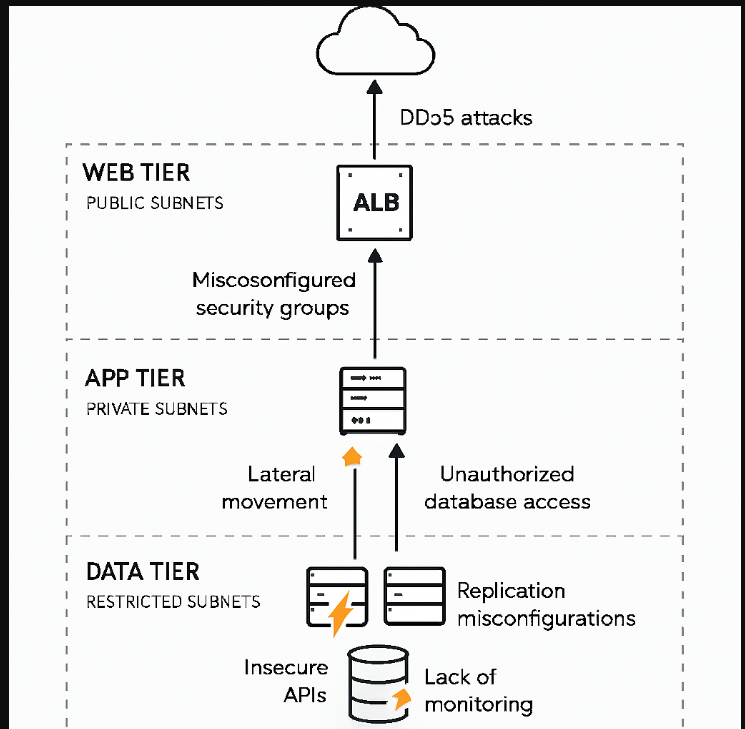 DDɔ5 attacks
WEB TIER
PUBLIC SUBNETS
ALB
Miscosonfigured
security groups
APP TIER
PRIVATE SUBNETS
Lateral
movement
Unauthorized
database access
DATA TIER
RESTRICTED SUBNETS
Replication
misconfigurations
Insecure
APIs
Lack of
monitoring